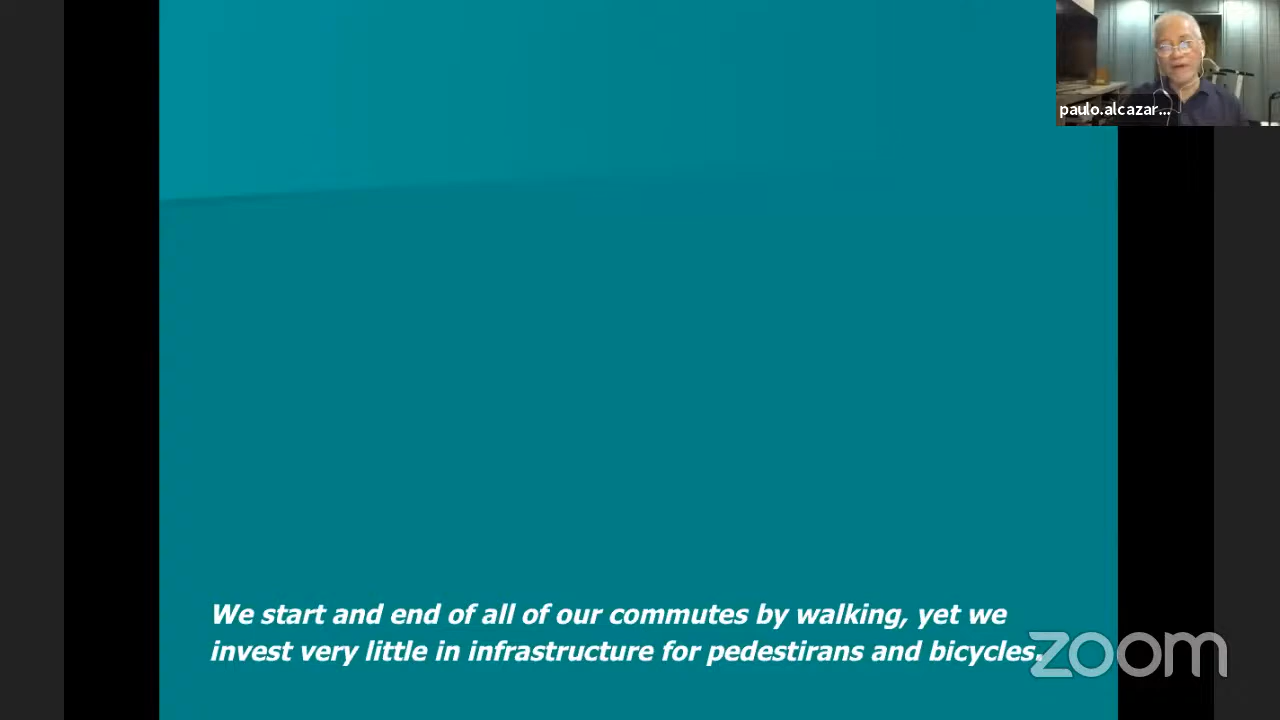 paulo.alcazar...
We start and end of all of our commutes by walking, yet we
invest very little in infrastructure for pedestirans and bicycles.
zoom